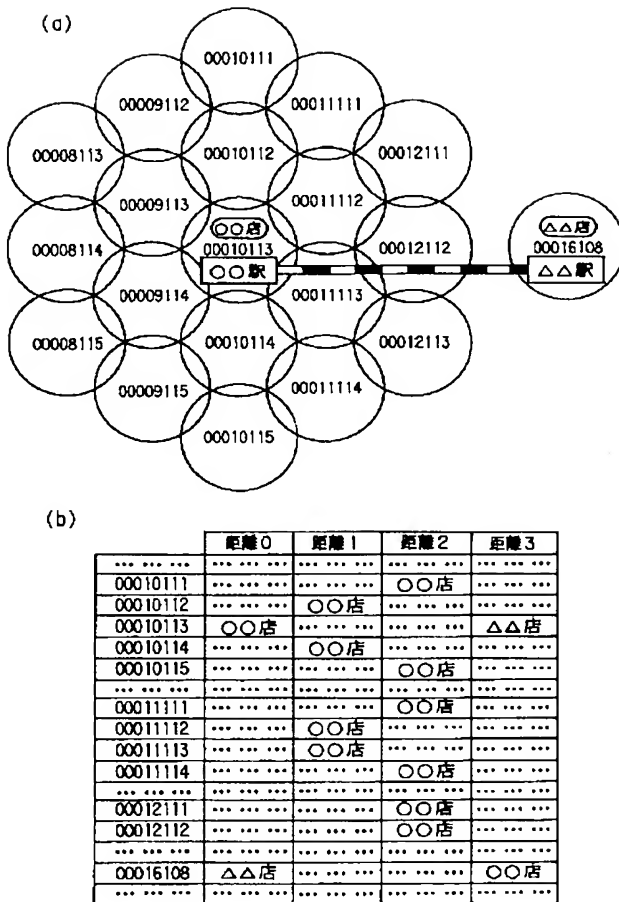 (a)
00010111
00009112
00011111
00008113
00010112
00012111
00009113
00011112
○○店
00010113
○○駅
00008114
00012112
△△店
00016108
△△駅
00009114
00011113
00008115
00010114
00012113
00009115
00011114
00010115
(b)
距離0 距離1 距離2 距離3
… … … … … … … … … … … … … … …
00010111 … … … … … … ○○店 … … …
00010112 … … … ○○店 … … … … … …
00010113 ○○店 … … … … … … △△店
00010114 … … … ○○店 … … … … … …
00010115 … … … … … … ○○店 … … …
… … … … … … … … … … … … … … …
00011111 … … … … … … ○○店 … … …
00011112 … … … ○○店 … … … … … …
00011113 … … … ○○店 … … … … … …
00011114 … … … … … … ○○店 … … …
… … … … … … … … … … … … … … …
00012111 … … … … … … ○○店 … … …
00012112 … … … … … … ○○店 … … …
… … … … … … … … … … … … … … …
00016108 △△店 … … … … … … ○○店
… … … … … … … … … … … … … … …